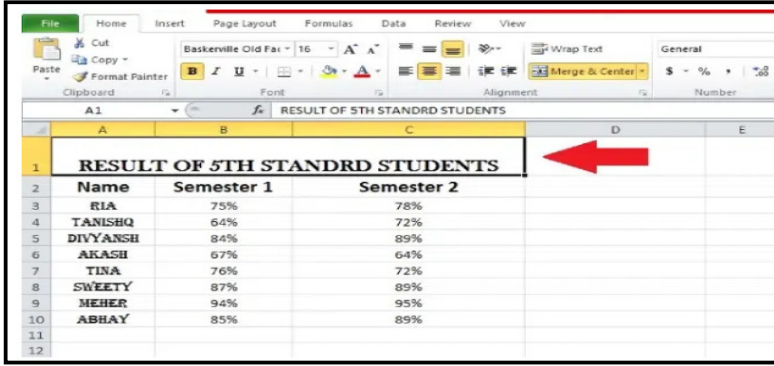 File Home Insert Page Layout Formulas Data Review View
Cut
Copy
Format Painter
Paste
Baskerville Old Fac 16 A A
Wrap Text
General
B I U A
Merge & Center
$ % ,
Clipboard Font Alignment Number
A1 fx RESULT OF 5TH STANDRD STUDENTS
A B C D E
1 RESULT OF 5TH STANDRD STUDENTS
2 Name Semester 1 Semester 2
3 RIA 75% 78%
4 TANISHQ 64% 72%
5 DIVYANSH 84% 89%
6 AKASH 67% 64%
7 TINA 76% 72%
8 SWEETY 87% 89%
9 MEHER 94% 95%
10 ABHAY 85% 89%
11
12